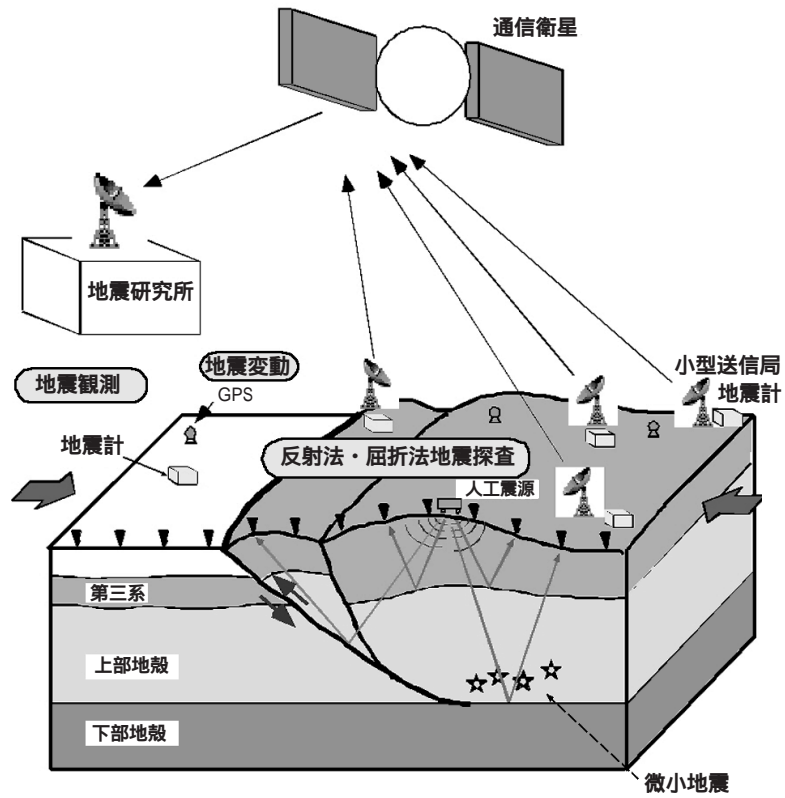 通信衛星
地震研究所
地震観測
地震変動
GPS
小型送信局
地震計
地震計
反射法・屈折法地震探査
人工震源
第三系
上部地殻
下部地殻
微小地震